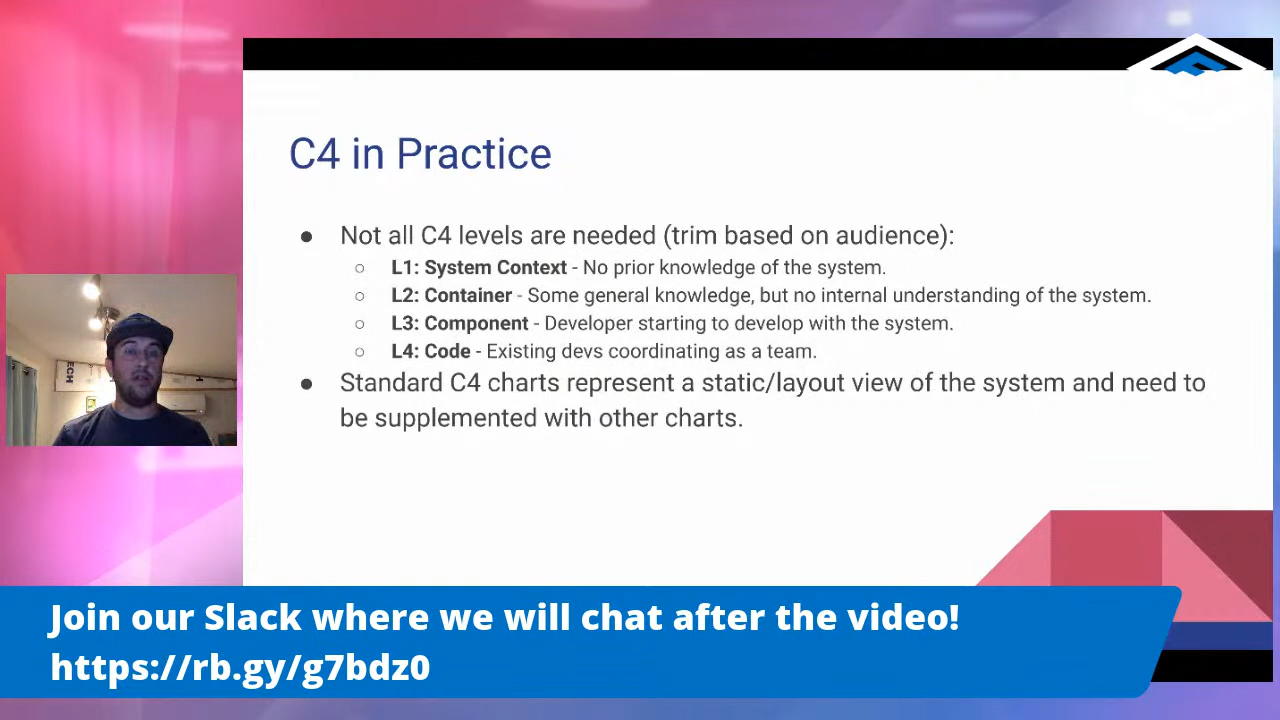 C4 in Practice
● Not all C4 levels are needed (trim based on audience):
○ L1: System Context - No prior knowledge of the system.
○ L2: Container - Some general knowledge, but no internal understanding of the system.
○ L3: Component - Developer starting to develop with the system.
○ L4: Code - Existing devs coordinating as a team.
● Standard C4 charts represent a static/layout view of the system and need to
be supplemented with other charts.
ECH
Join our Slack where we will chat after the video!
https://rb.gy/g7bdz0